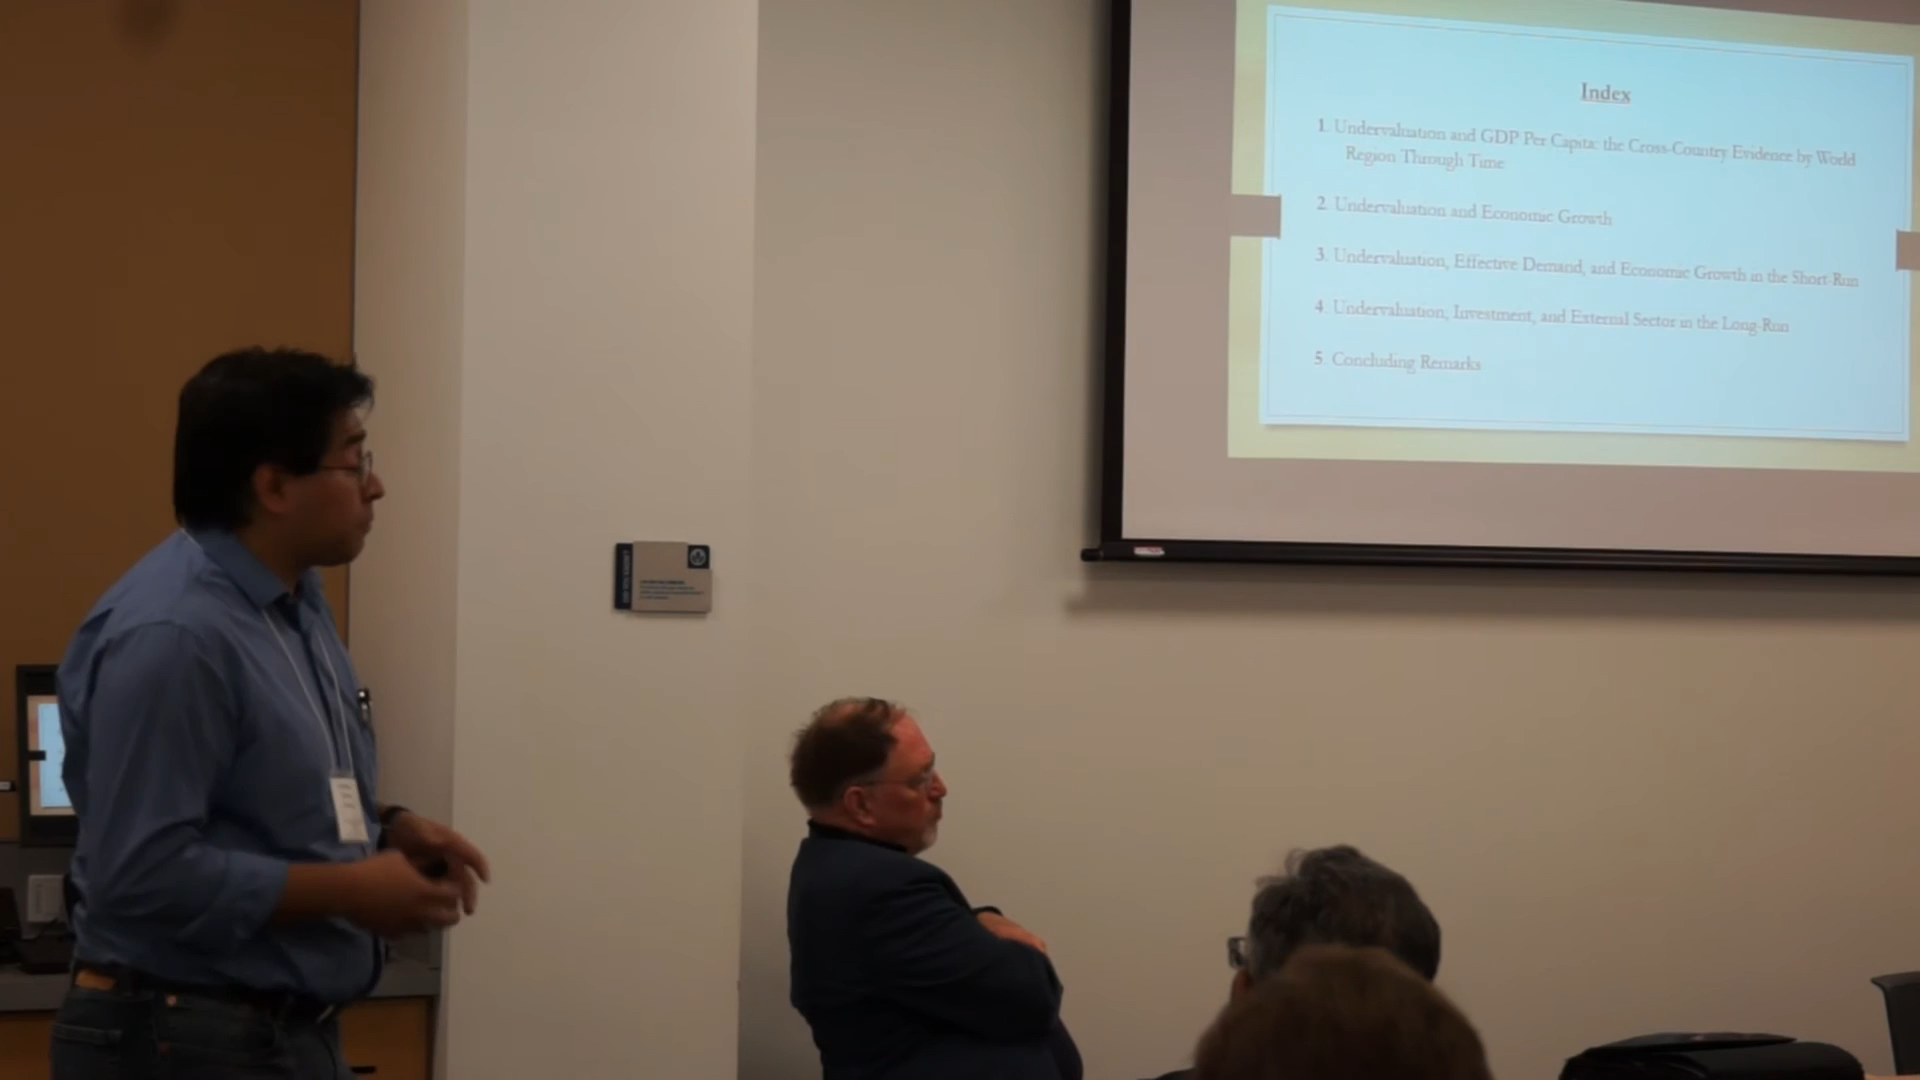 Index
1. Undervaluation and GDP Per Capita: the Cross-Country Evidence by World
Region Through Time
2. Undervaluation and Economic Growth
3. Undervaluation, Effective Demand, and Economic Growth in the Short-Run
4. Undervaluation, Investment, and External Sector in the Long-Run
5. Concluding Remarks